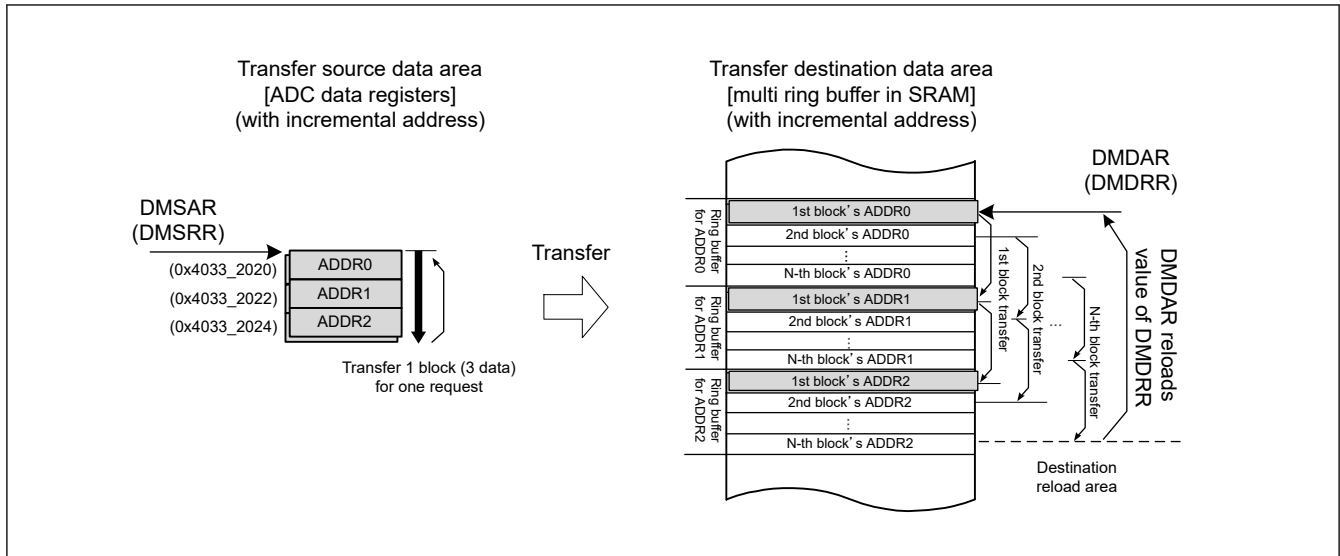 Transfer source data area
[ADC data registers]
(with incremental address)
DMSAR
(DMSRR)
(0x4033_2020)
(0x4033_2022)
(0x4033_2024)
ADDR0
ADDR1
ADDR2
Transfer 1 block (3 data)
for one request
Transfer
Transfer destination data area
[multi ring buffer in SRAM]
(with incremental address)
Ring buffer
for ADDR0
1st block’s ADDR0
2nd block’s ADDR0
⋮
N-th block’s ADDR0
Ring buffer
for ADDR1
1st block’s ADDR1
2nd block’s ADDR1
⋮
N-th block’s ADDR1
Ring buffer
for ADDR2
1st block’s ADDR2
2nd block’s ADDR2
⋮
N-th block’s ADDR2
1st block transfer
2nd block transfer
...
N-th block transfer
DMDAR
(DMDRR)
DMDAR reloads
value of DMDRR
Destination
reload area